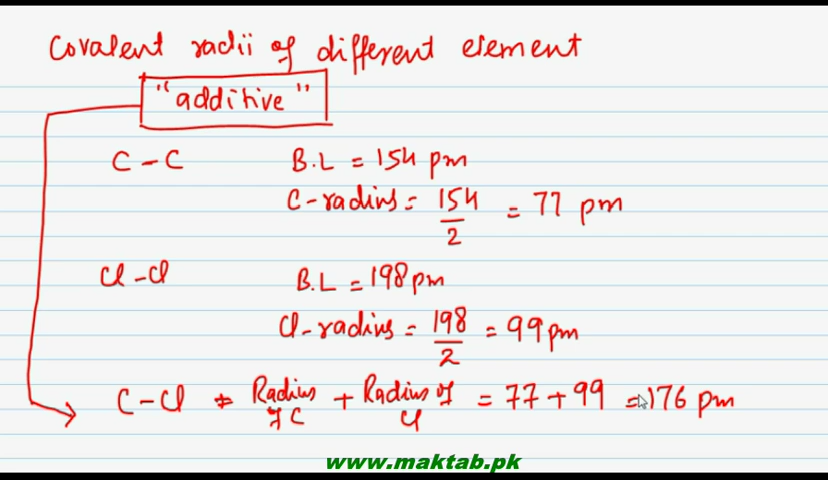 Covalent radii of different element
"additive"
C - C B.L = 154 pm
C-radius = 154/2 = 77 pm
Cl - Cl B.L = 198 pm
Cl-radius = 198/2 = 99 pm
C - Cl = Radius of C + Radius of Cl = 77 + 99 = 176 pm
www.maktab.pk